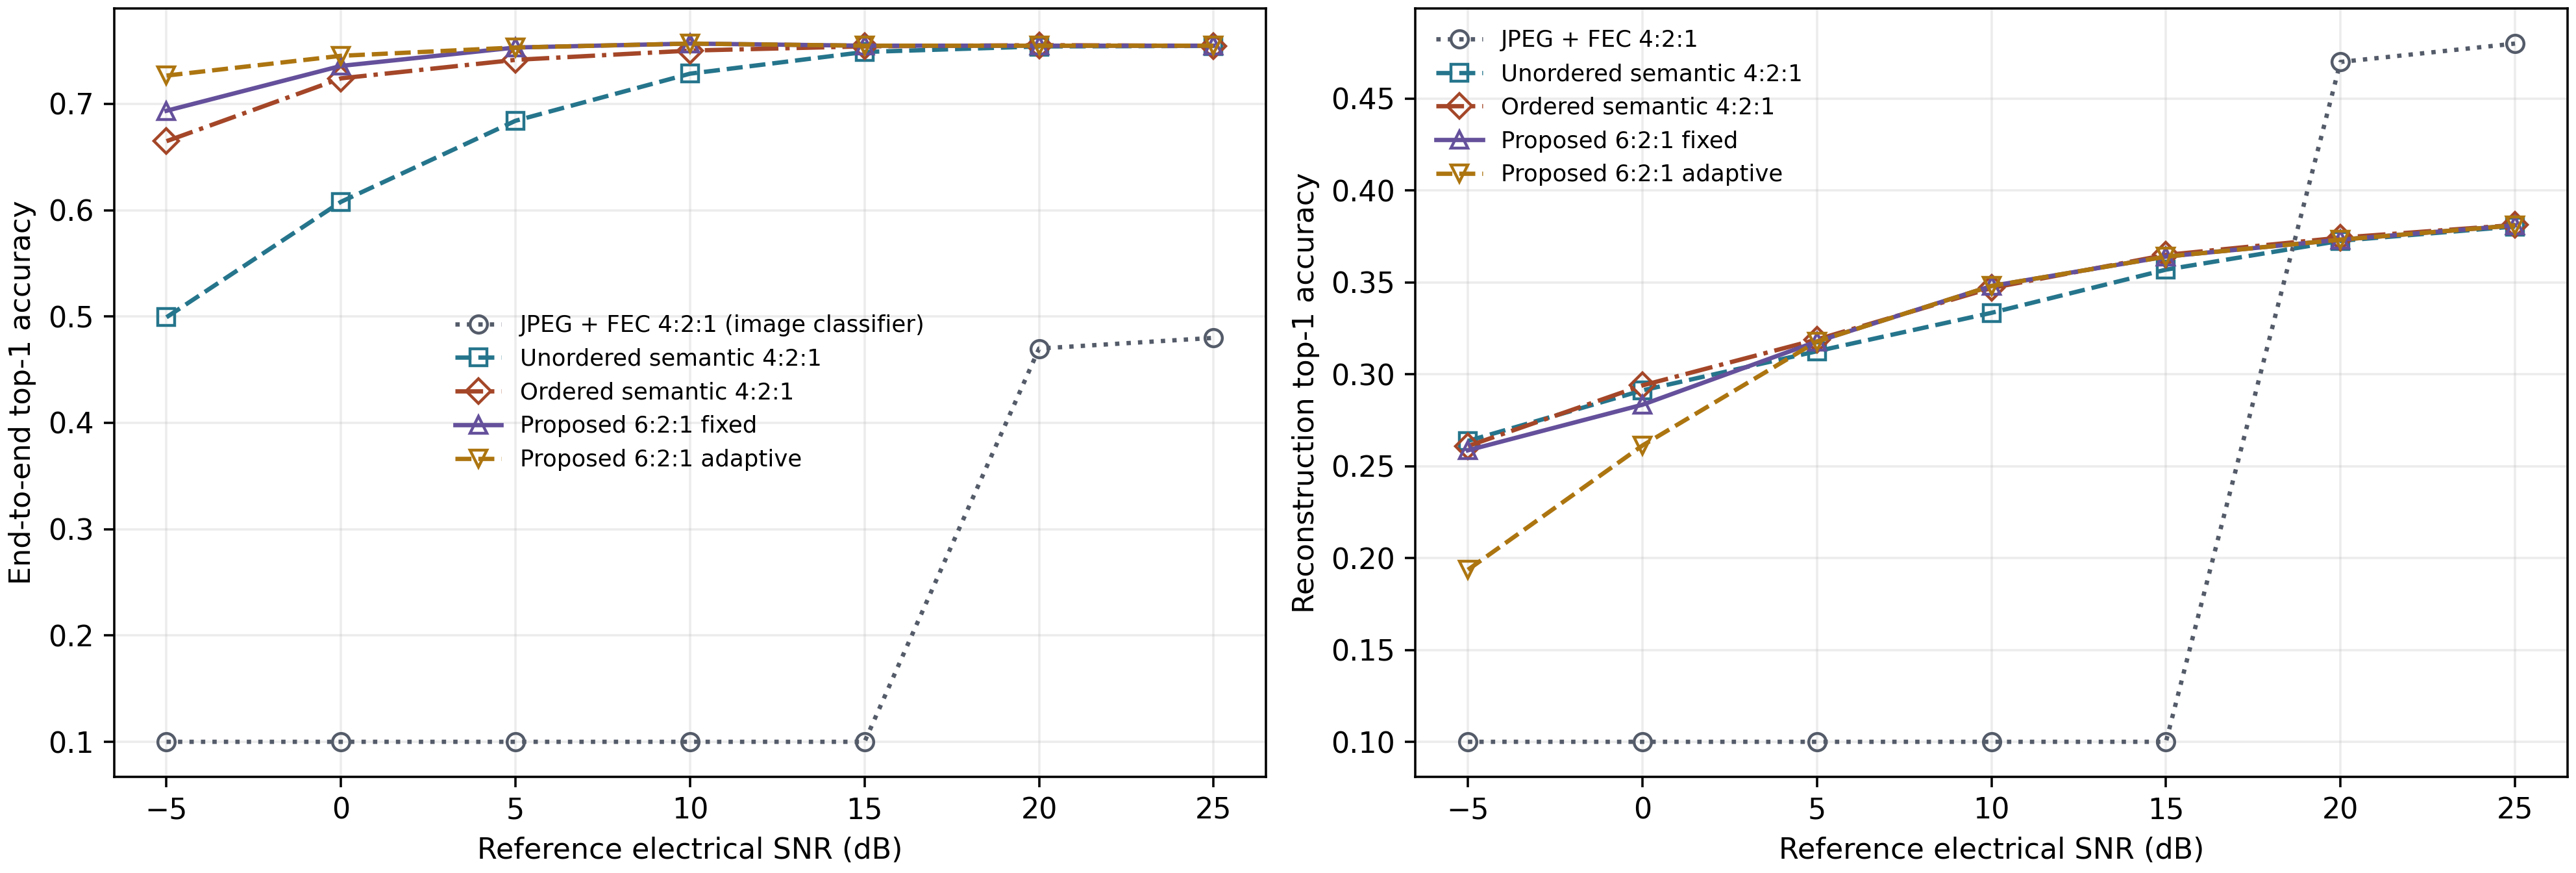 End-to-end top-1 accuracy
0.7
0.6
0.5
0.4
0.3
0.2
0.1
JPEG + FEC 4:2:1 (image classifier)
Unordered semantic 4:2:1
Ordered semantic 4:2:1
Proposed 6:2:1 fixed
Proposed 6:2:1 adaptive
−5 0 5 10 15 20 25
Reference electrical SNR (dB)
Reconstruction top-1 accuracy
0.45
0.40
0.35
0.30
0.25
0.20
0.15
0.10
JPEG + FEC 4:2:1
Unordered semantic 4:2:1
Ordered semantic 4:2:1
Proposed 6:2:1 fixed
Proposed 6:2:1 adaptive
−5 0 5 10 15 20 25
Reference electrical SNR (dB)